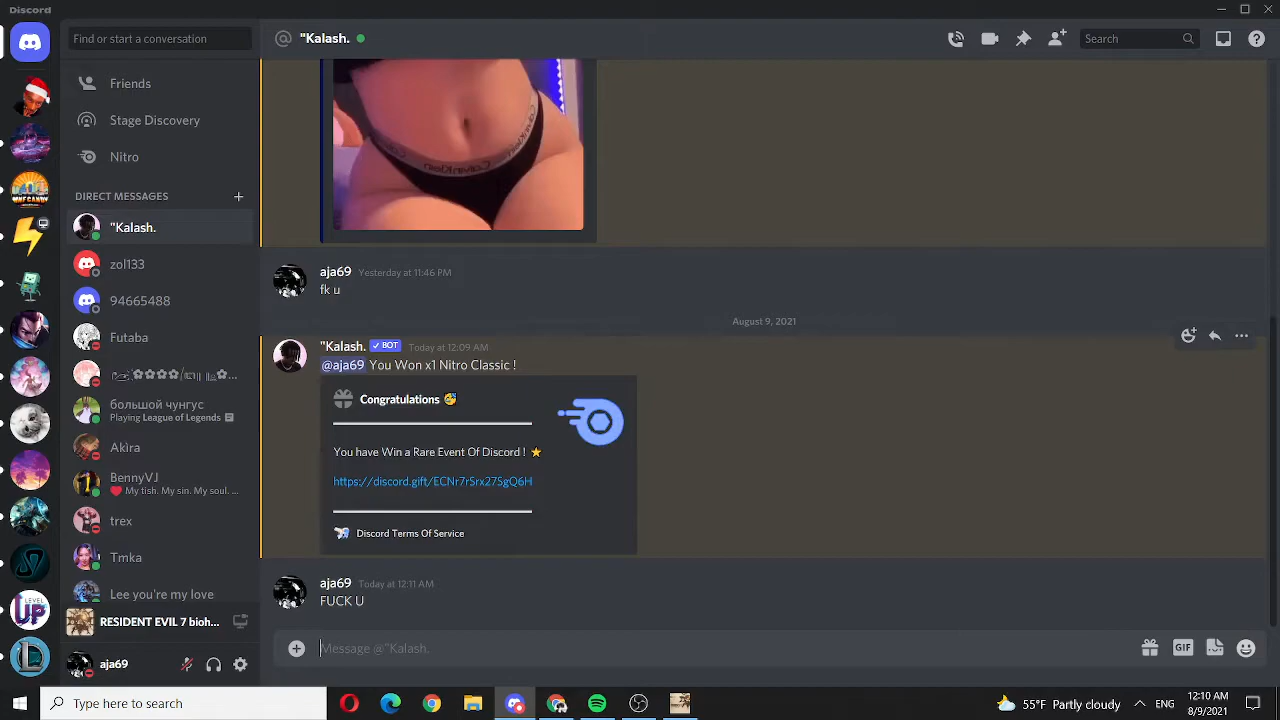 Discord
Find or start a conversation
@ "Kalash.
Search
Friends
Stage Discovery
Nitro
DIRECT MESSAGES
"Kalash.
zol133
94665488
Futaba
большой чунгус
Playing League of Legends
Akira
BennyVJ
My tish. My sin. My soul. ...
trex
Tmka
Lee you're my love
RESIDENT EVIL 7 bioh...
aja69
aja69 Yesterday at 11:46 PM
fk u
August 9, 2021
"Kalash. ✓ BOT Today at 12:09 AM
@aja69 You Won x1 Nitro Classic !
Congratulations
You have Win a Rare Event Of Discord !
https://discord.gift/ECNr7rSrx27SgQ6H
Discord Terms Of Service
aja69 Today at 12:11 AM
FUCK U
Message @"Kalash.
GIF
LEVEL
UP
Type here to search
55°F Partly cloudy
ENG
12:10 AM
8/9/2021